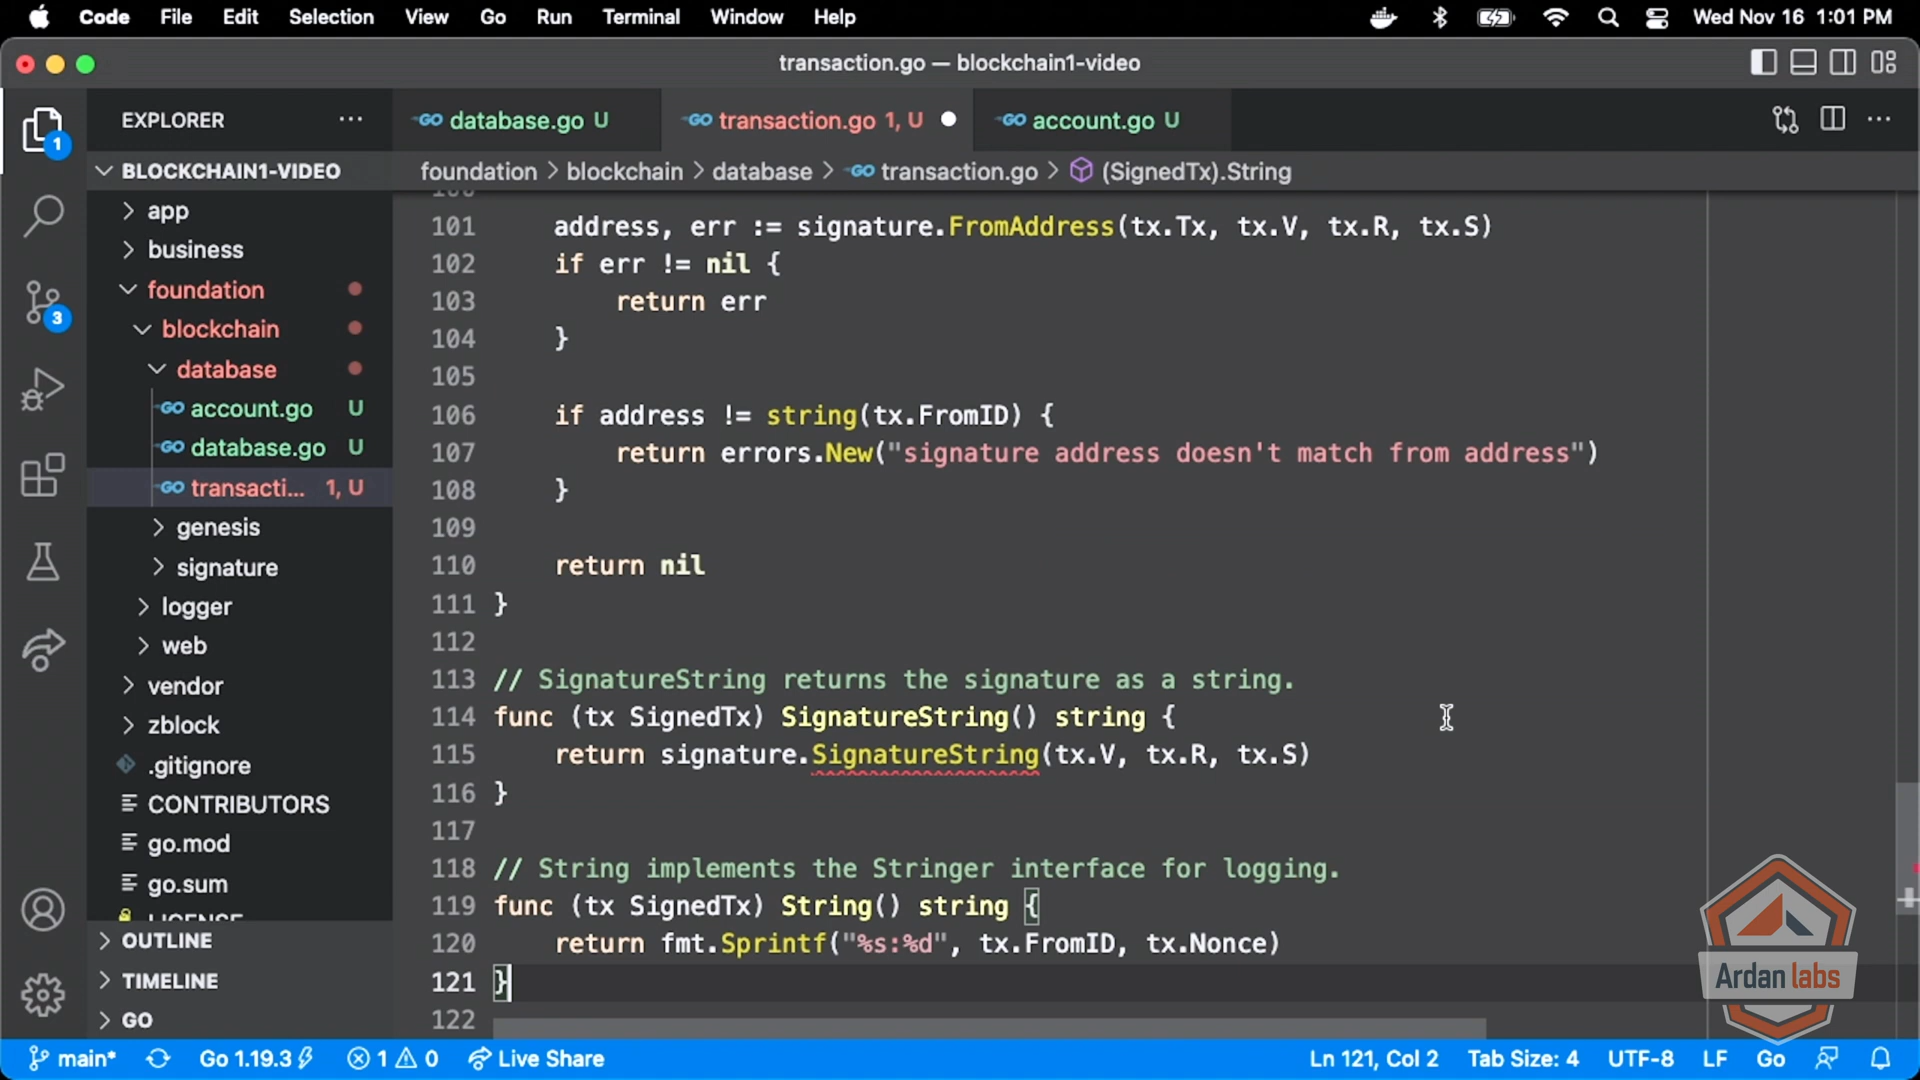 Code File Edit Selection View Go Run Terminal Window Help Wed Nov 16 1:01 PM
transaction.go — blockchain1-video
EXPLORER
database.go U
transaction.go 1, U
account.go U
BLOCKCHAIN1-VIDEO
foundation > blockchain > database > transaction.go > (SignedTx).String
1
3
app
business
foundation
blockchain
database
account.go U
database.go U
transacti... 1, U
genesis
signature
logger
web
vendor
zblock
.gitignore
CONTRIBUTORS
go.mod
go.sum
LICENSE
OUTLINE
TIMELINE
GO
101 address, err := signature.FromAddress(tx.Tx, tx.V, tx.R, tx.S)
102 if err != nil {
103 return err
104 }
105
106 if address != string(tx.FromID) {
107 return errors.New("signature address doesn't match from address")
108 }
109
110 return nil
111 }
112
113 // SignatureString returns the signature as a string.
114 func (tx SignedTx) SignatureString() string {
115 return signature.SignatureString(tx.V, tx.R, tx.S)
116 }
117
118 // String implements the Stringer interface for logging.
119 func (tx SignedTx) String() string {
120 return fmt.Sprintf("%s:%d", tx.FromID, tx.Nonce)
121 }
122
Ardan labs
main* Go 1.19.3 1 0 Live Share Ln 121, Col 2 Tab Size: 4 UTF-8 LF Go